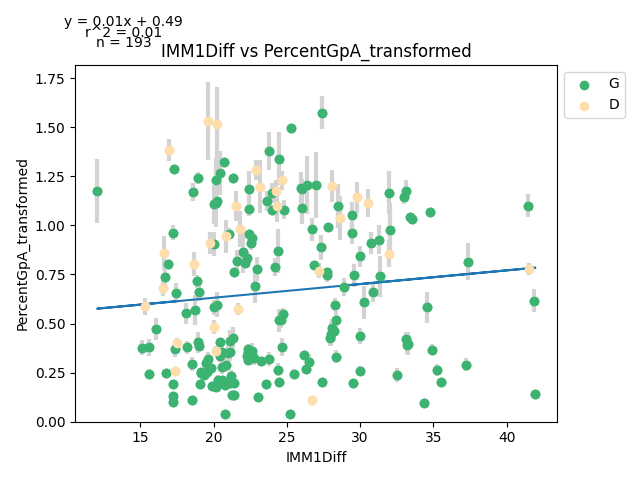 y = 0.01x + 0.49
r^2 = 0.01
n = 193
IMM1Diff vs PercentGpA_transformed
G
D
PercentGpA_transformed
1.75
1.50
1.25
1.00
0.75
0.50
0.25
0.00
15 20 25 30 35 40
IMM1Diff